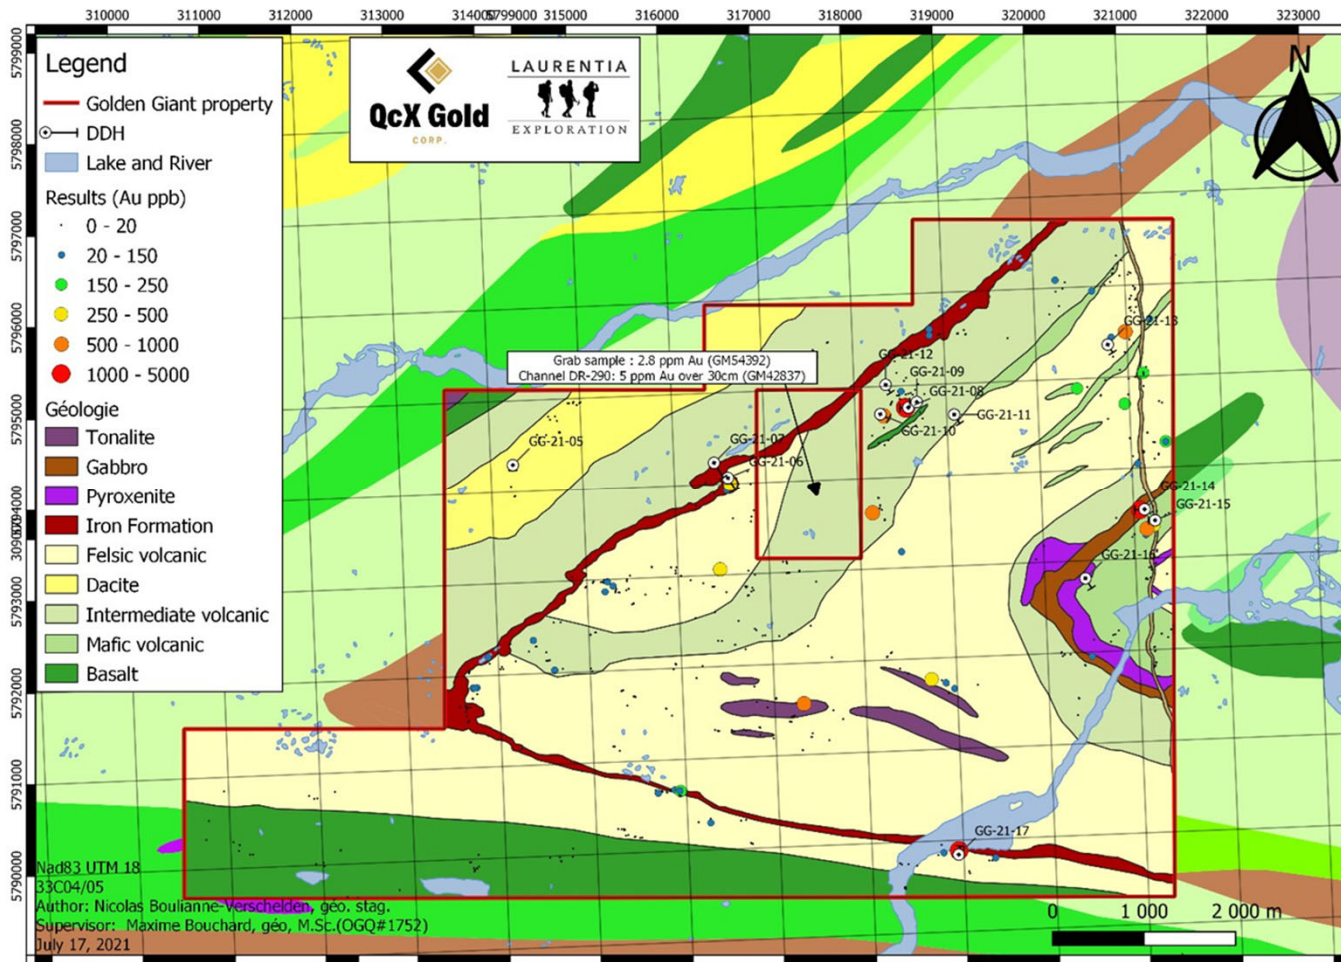 310000 311000 312000 313000 314000 5799000 315000 316000 317000 318000 319000 320000 321000 322000 323000
5799000
5798000
5797000
5796000
5795000
5794000
5793000
5792000
5791000
5790000
Legend
Golden Giant property
DDH
Lake and River
Results (Au ppb)
0 - 20
20 - 150
150 - 250
250 - 500
500 - 1000
1000 - 5000
Géologie
Tonalite
Gabbro
Pyroxenite
Iron Formation
Felsic volcanic
Dacite
Intermediate volcanic
Mafic volcanic
Basalt
QcX Gold
CORP.
LAURENTIA
EXPLORATION
N
Grab sample : 2.8 ppm Au (GM54392)
Channel DR-290: 5 ppm Au over 30cm (GM42837)
GG-21-13
GG-21-12
GG-21-09
GG-21-08
GG-21-11
GG-21-10
GG-21-05
GG-21-07
GG-21-06
GG-21-14
GG-21-15
GG-21-16
GG-21-17
Nad83 UTM 18
33C04/05
Author: Nicolas Boulianne-Verschelden, géo. stag.
Supervisor: Maxime Bouchard, géo, M.Sc.(OGQ#1752)
July 17, 2021
0 1 000 2 000 m